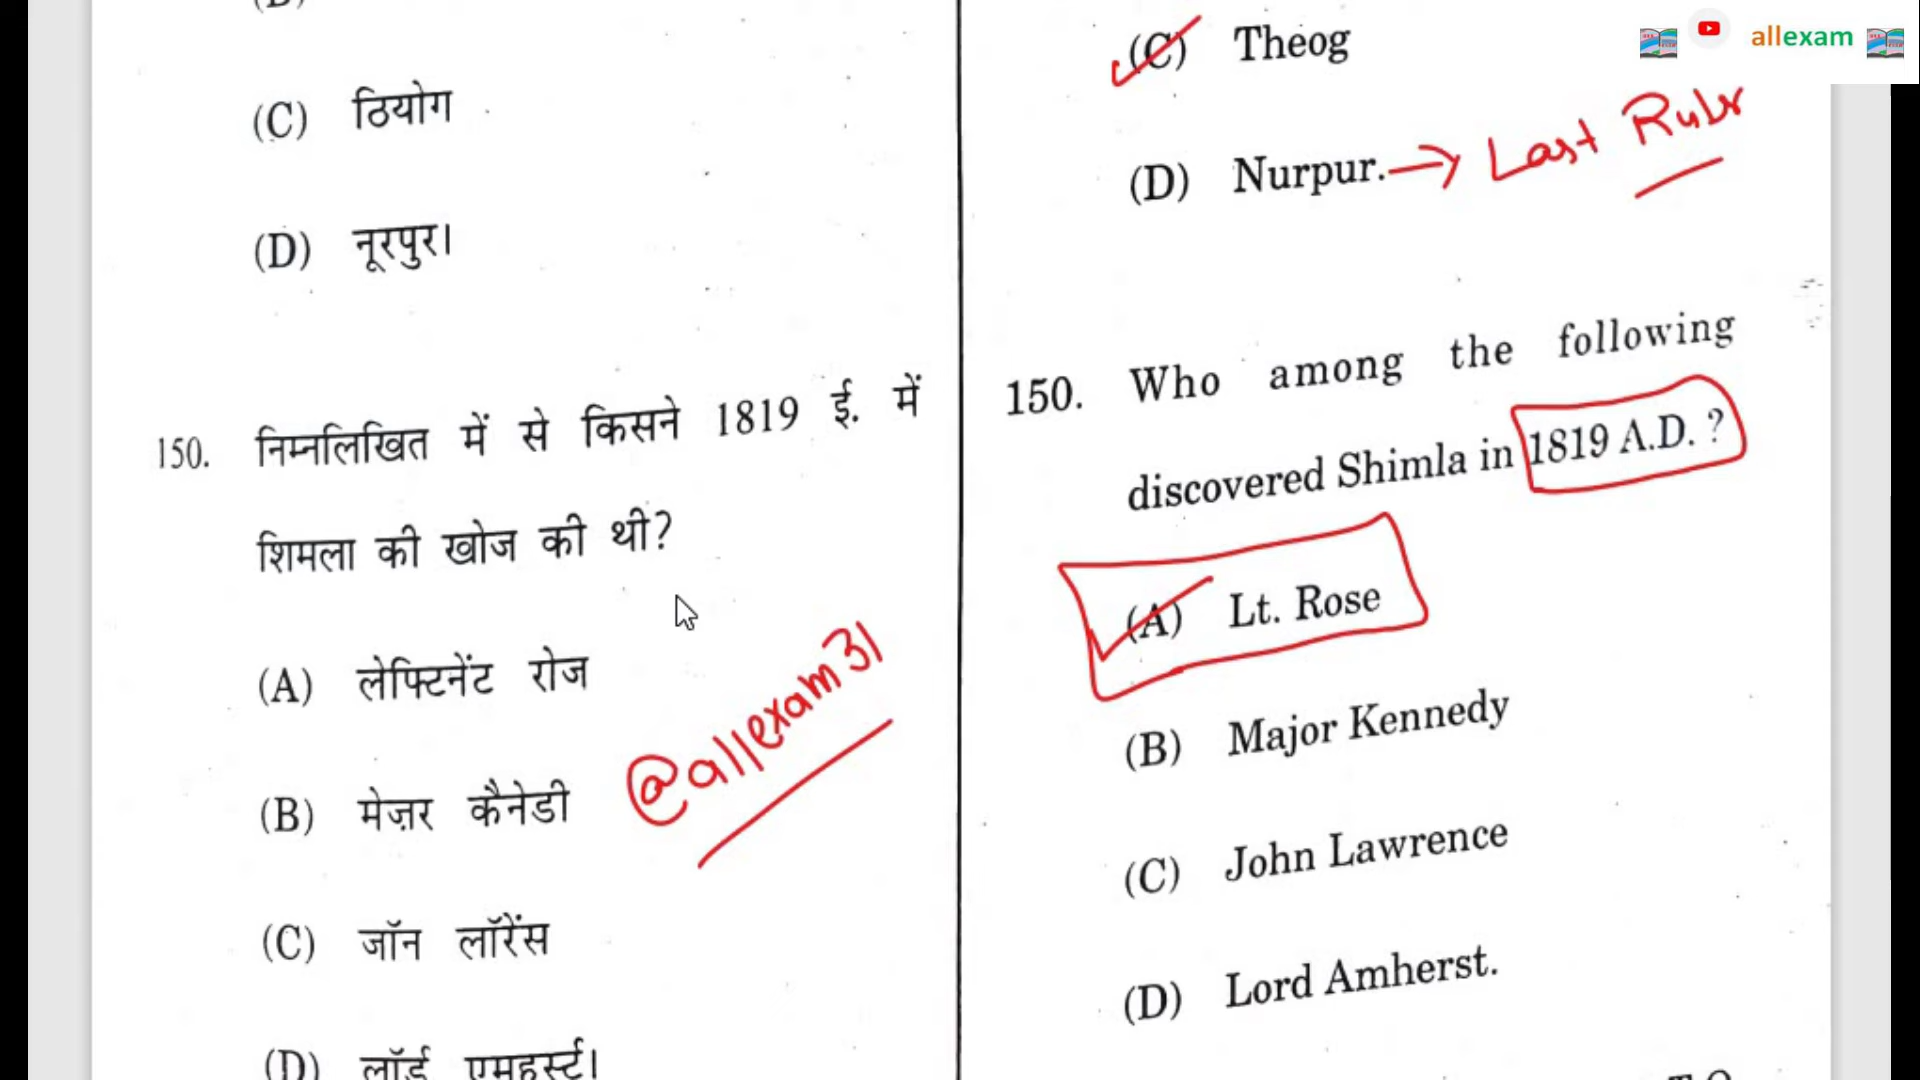 allexam
(C) ठियोग
(D) नूरपुर।
150. निम्नलिखित में से किसने 1819 ई. में
शिमला की खोज की थी?
(A) लेफ्टिनेंट रोज
(B) मेज़र कैनेडी
@allexam31
(C) जॉन लॉरेंस
(D) लॉर्ड एमहर्स्ट।
(C) Theog
(D) Nurpur. → Last
150. Who among the following
discovered Shimla in 1819 A.D. ?
(A) Lt. Rose
(B) Major Kennedy
(C) John Lawrence
(D) Lord Amherst.